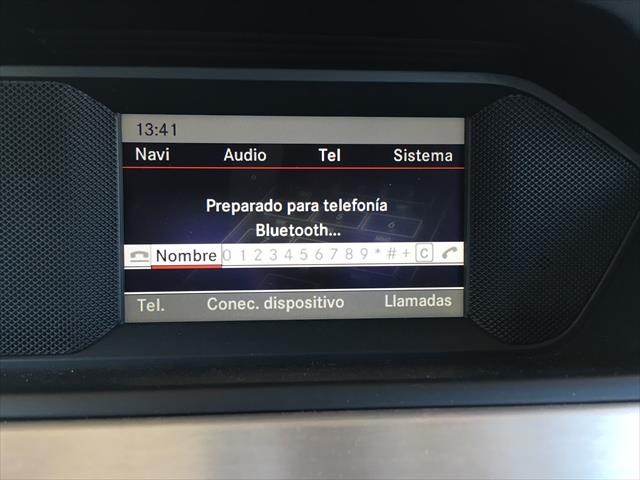 13:41
Navi Audio Tel Sistema
Preparado para telefonía
Bluetooth...
Nombre 0 1 2 3 4 5 6 7 8 9 * # + C
Tel. Conec. dispositivo Llamadas